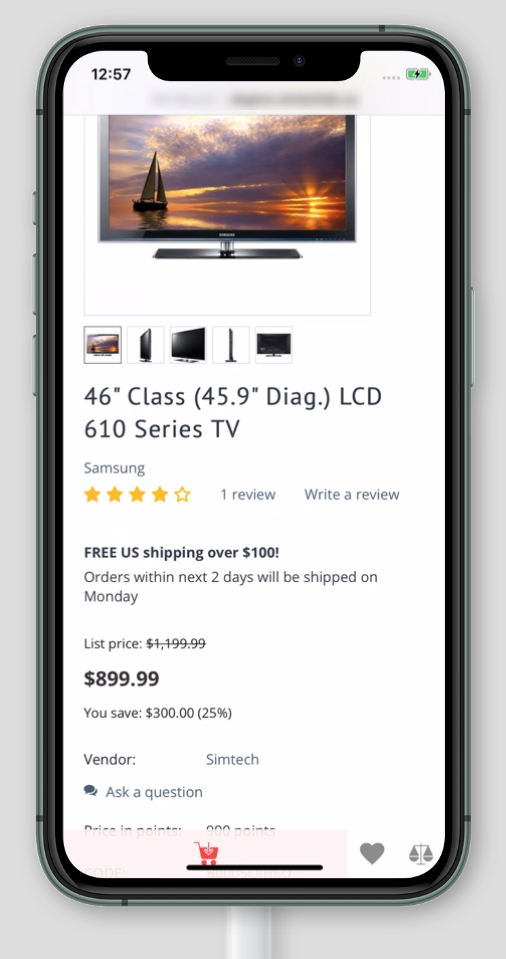 12:57
SAMSUNG
46" Class (45.9" Diag.) LCD
610 Series TV
Samsung
1 review
Write a review
FREE US shipping over $100!
Orders within next 2 days will be shipped on
Monday
List price: $1,199.99
$899.99
You save: $300.00 (25%)
Vendor: Simtech
Ask a question
Price in points: 900 points
CODE: